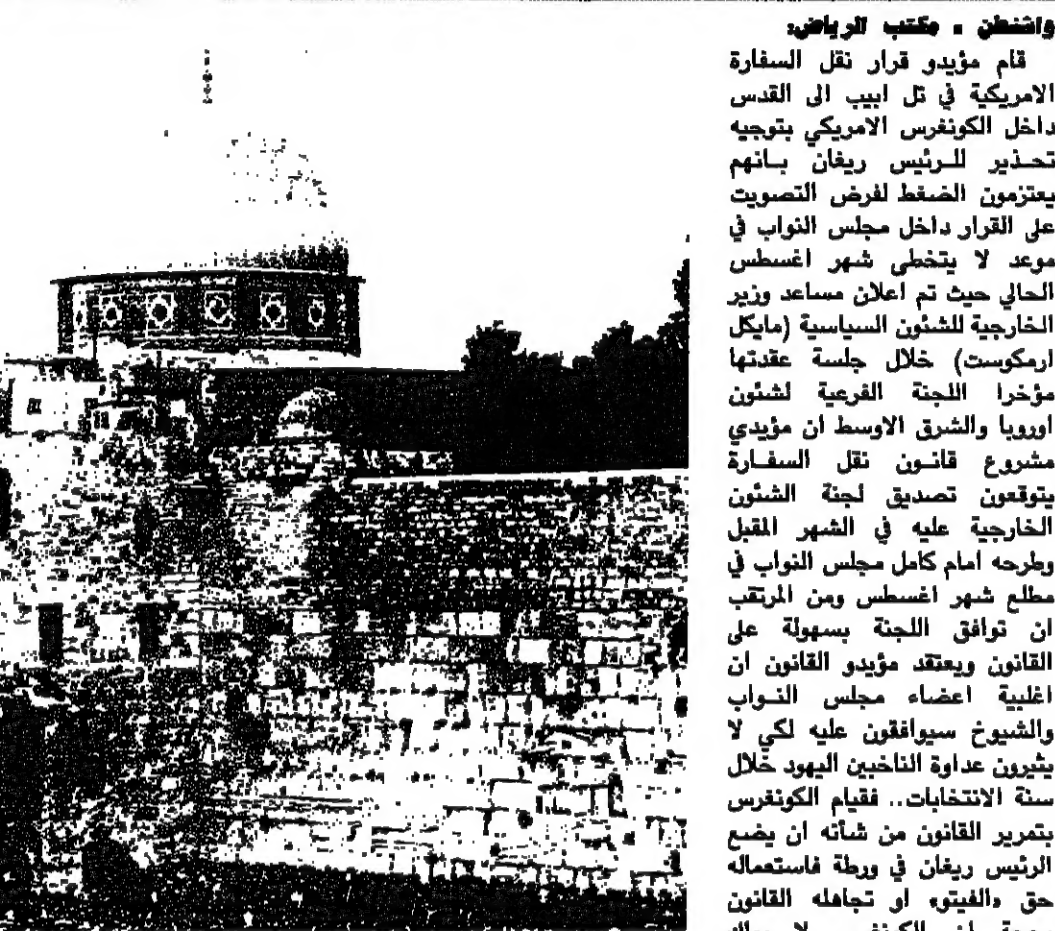 واشنطن - مكتب الرياض:
قام مؤيدو قرار نقل السفارة
الامريكية في تل ابيب الى القدس
داخل الكونغرس الامريكي بتوجيه
تحذير للرئيس ريغان بانهم
يعتزمون الضغط لفرض التصويت
على القرار داخل مجلس النواب في
موعد لا يتخطى شهر اغسطس
الحالي حيث تم اعلان مساعد وزير
الخارجية للشئون السياسية (مايكل
ارمكوست) خلال جلسة عقدتها
مؤخرا اللجنة الفرعية لشئون
اوروبا والشرق الاوسط ان مؤيدي
مشروع قانون نقل السفارة
يتوقعون تصديق لجنة الشئون
الخارجية عليه في الشهر المقبل
وطرحه امام كامل مجلس النواب في
مطلع شهر اغسطس ومن المرتقب
ان توافق اللجنة بسهولة على
القانون ويعتقد مؤيدو القانون ان
اغلبية اعضاء مجلس النواب
والشيوخ سيوافقون عليه لكي لا
يثيرون عداوة الناخبين اليهود خلال
سنة الانتخابات.. فقيام الكونغرس
بتمرير القانون من شأنه ان يضع
الرئيس ريغان في ورطة فاستعماله
حق «الفيتو» او تجاهله القانون